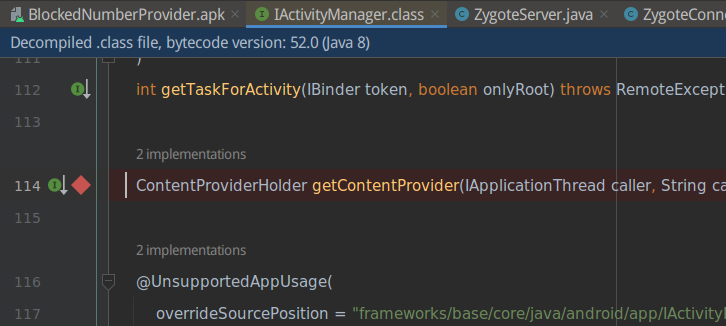 BlockedNumberProvider.apk × IActivityManager.class × ZygoteServer.java × ZygoteConne
Decompiled .class file, bytecode version: 52.0 (Java 8)
111 }
112 int getTaskForActivity(IBinder token, boolean onlyRoot) throws RemoteExcept
113
2 implementations
114 ContentProviderHolder getContentProvider(IApplicationThread caller, String ca
115
2 implementations
116 @UnsupportedAppUsage(
117 overrideSourcePosition = "frameworks/base/core/java/android/app/IActivityM